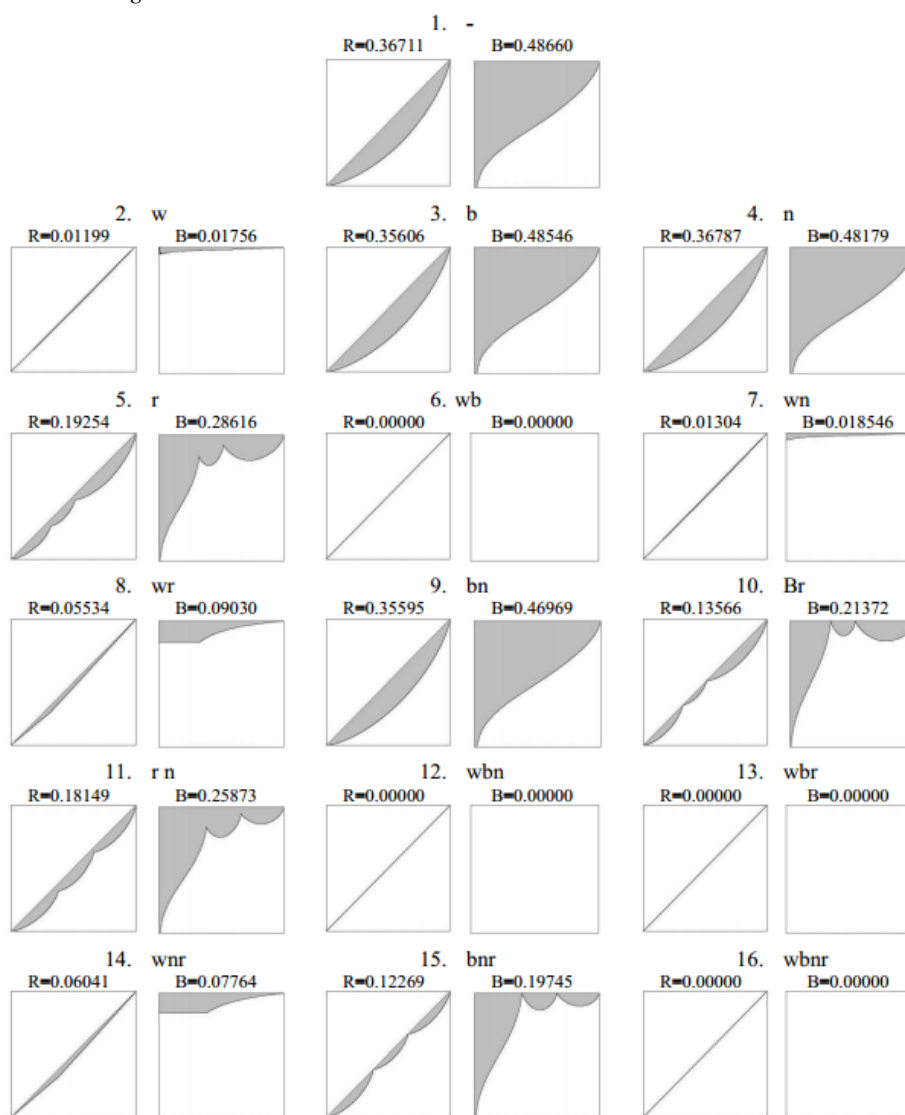 1. -
R=0.36711 B=0.48660
2. w 3. b 4. n
R=0.01199 B=0.01756 R=0.35606 B=0.48546 R=0.36787 B=0.48179
5. r 6. wb 7. wn
R=0.19254 B=0.28616 R=0.00000 B=0.00000 R=0.01304 B=0.018546
8. wr 9. bn 10. Br
R=0.05534 B=0.09030 R=0.35595 B=0.46969 R=0.13566 B=0.21372
11. r n 12. wbn 13. wbr
R=0.18149 B=0.25873 R=0.00000 B=0.00000 R=0.00000 B=0.00000
14. wnr 15. bnr 16. wbnr
R=0.06041 B=0.07764 R=0.12269 B=0.19745 R=0.00000 B=0.00000